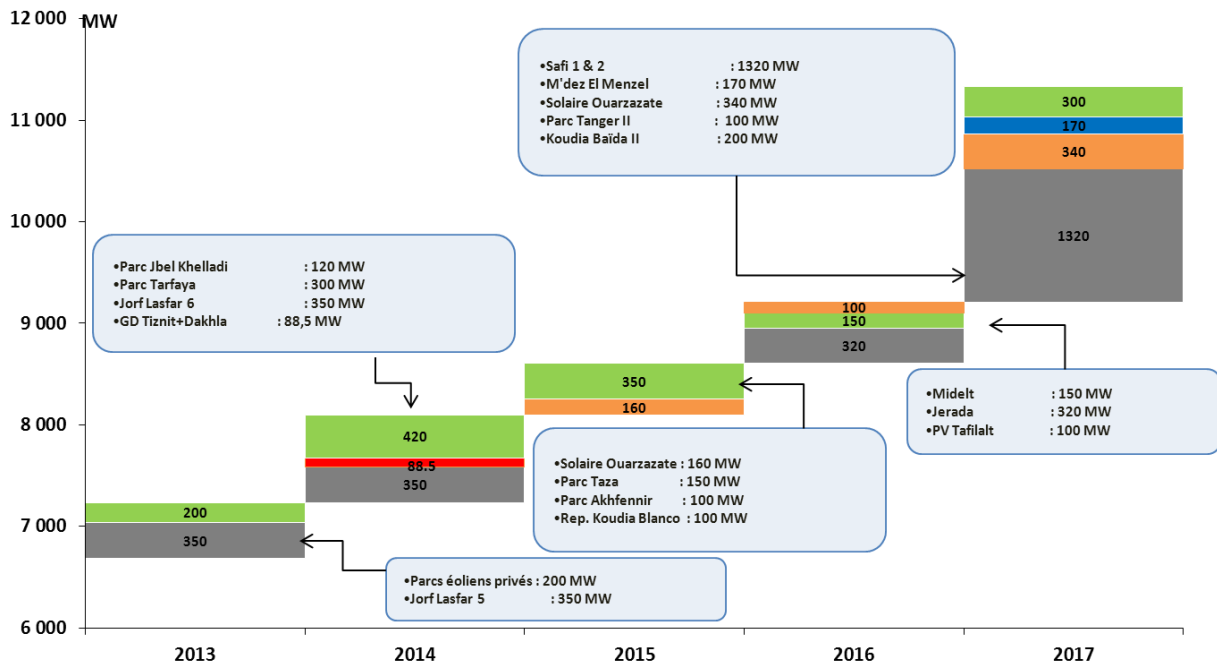 12 000
MW
11 000
10 000
9 000
8 000
7 000
6 000
•Safi 1 & 2 : 1320 MW
•M'dez El Menzel : 170 MW
•Solaire Ouarzazate : 340 MW
•Parc Tanger II : 100 MW
•Koudia Baïda II : 200 MW
300
170
340
1320
•Parc Jbel Khelladi : 120 MW
•Parc Tarfaya : 300 MW
•Jorf Lasfar 6 : 350 MW
•GD Tiznit+Dakhla : 88,5 MW
100
150
320
•Midelt : 150 MW
•Jerada : 320 MW
•PV Tafilalt : 100 MW
350
160
420
88.5
350
•Solaire Ouarzazate : 160 MW
•Parc Taza : 150 MW
•Parc Akhfennir : 100 MW
•Rep. Koudia Blanco : 100 MW
200
350
•Parcs éoliens privés : 200 MW
•Jorf Lasfar 5 : 350 MW
2013
2014
2015
2016
2017